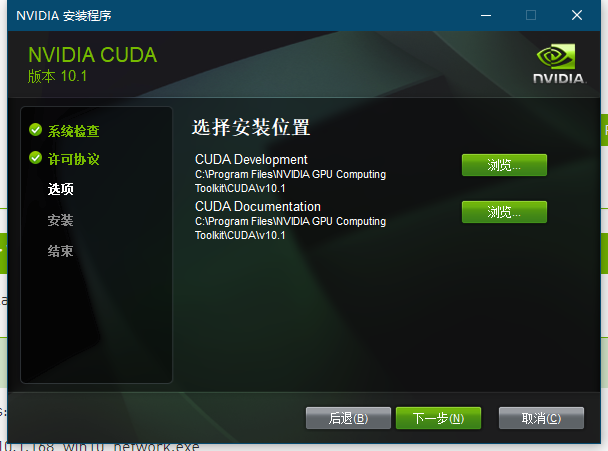 NVIDIA 安装程序
NVIDIA CUDA
版本 10.1
NVIDIA.
系统检查
许可协议
选项
安装
结束
选择安装位置
CUDA Development
C:\Program Files\NVIDIA GPU Computing
Toolkit\CUDA\v10.1
浏览...
CUDA Documentation
C:\Program Files\NVIDIA GPU Computing
Toolkit\CUDA\v10.1
浏览...
后退(B)
下一步(N)
取消(C)
10.1.168_win10_network.exe